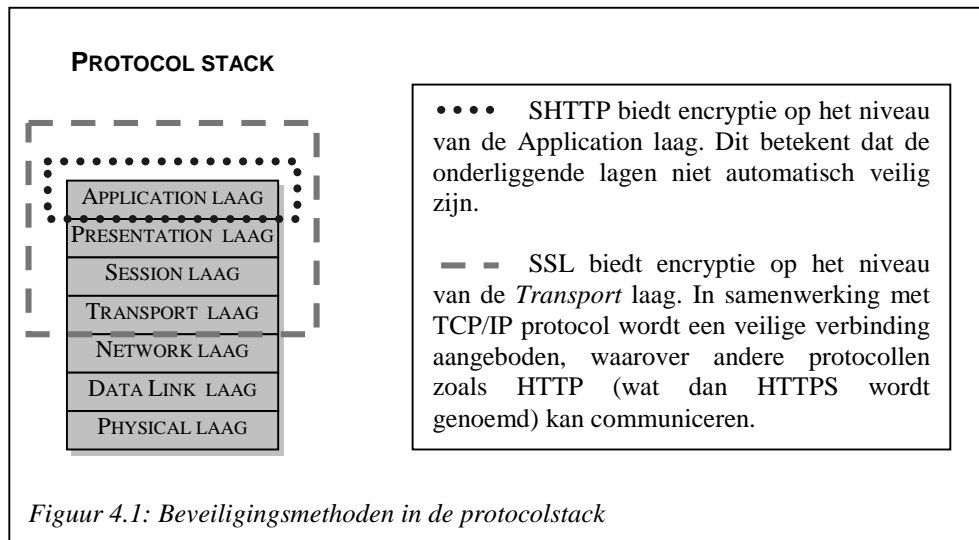 PROTOCOL STACK
APPLICATION LAAG
PRESENTATION LAAG
SESSION LAAG
TRANSPORT LAAG
NETWORK LAAG
DATA LINK LAAG
PHYSICAL LAAG
SHTTP biedt encryptie op het niveau
van de Application laag. Dit betekent dat de
onderliggende lagen niet automatisch veilig
zijn.
SSL biedt encryptie op het niveau
van de Transport laag. In samenwerking met
TCP/IP protocol wordt een veilige verbinding
aangeboden, waarover andere protocollen
zoals HTTP (wat dan HTTPS wordt
genoemd) kan communiceren.
Figuur 4.1: Beveiligingsmethoden in de protocolstack